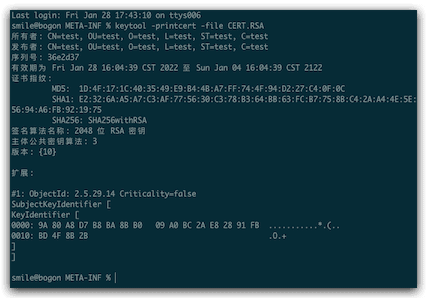 Last login: Fri Jan 28 17:43:10 on ttys006
smile@bogon META-INF % keytool -printcert -file CERT.RSA
所有者: CN=test, OU=test, O=test, L=test, ST=test, C=test
发布者: CN=test, OU=test, O=test, L=test, ST=test, C=test
序列号: 36e2d37
有效期为 Fri Jan 28 16:04:39 CST 2022 至 Sun Jan 04 16:04:39 CST 2122
证书指纹:
MD5: 1D:4F:17:1C:40:35:49:E9:B4:4B:A7:FF:74:4F:94:D2:27:C4:0F:0C
SHA1: E2:32:6A:A5:A7:C3:AF:77:56:30:C3:78:B3:64:BB:63:FC:B7:75:8B:C4:2A:A4:4E:5E:
56:94:A6:FB:92:19:75
SHA256: SHA256withRSA
签名算法名称: 2048 位 RSA 密钥
主体公共密钥算法: 3
版本: {10}
扩展:
#1: ObjectId: 2.5.29.14 Criticality=false
SubjectKeyIdentifier [
KeyIdentifier [
0000: 9A 80 A8 D7 B8 BA 8B B0 09 A0 BC 2A E8 28 91 FB ...........*.(..
0010: BD 4F 8B 2B .O.+
]
]
smile@bogon META-INF %